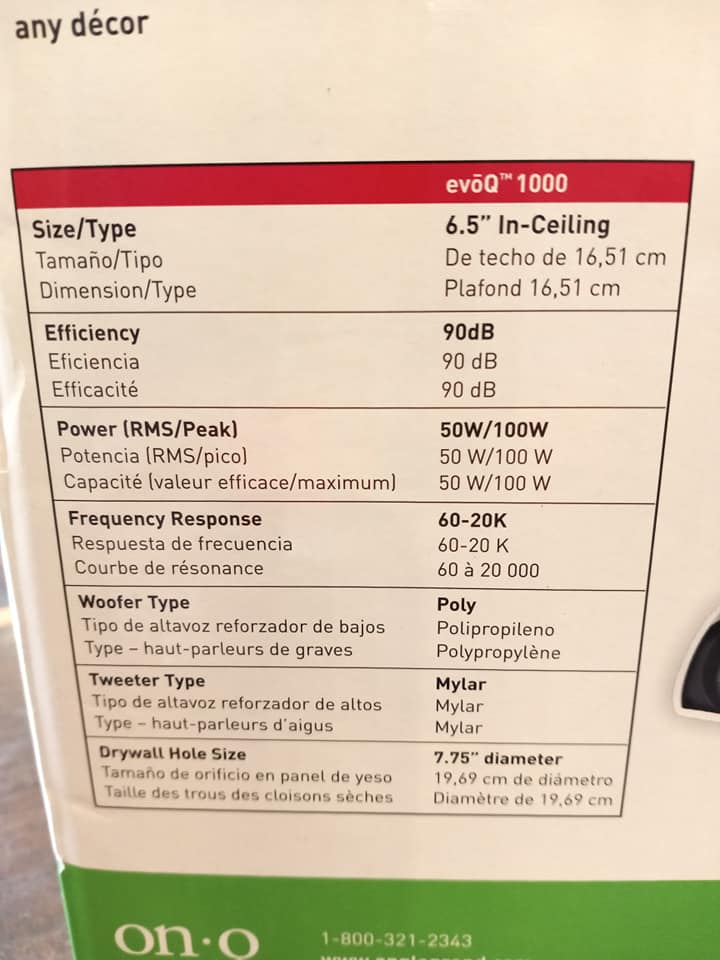 any décor
evōQ™ 1000
Size/Type 6.5" In-Ceiling
Tamaño/Tipo De techo de 16,51 cm
Dimension/Type Plafond 16,51 cm
Efficiency 90dB
Eficiencia 90 dB
Efficacité 90 dB
Power (RMS/Peak) 50W/100W
Potencia (RMS/pico) 50 W/100 W
Capacité (valeur efficace/maximum) 50 W/100 W
Frequency Response 60-20K
Respuesta de frecuencia 60-20 K
Courbe de résonance 60 à 20 000
Woofer Type Poly
Tipo de altavoz reforzador de bajos Polipropileno
Type – haut-parleurs de graves Polypropylène
Tweeter Type Mylar
Tipo de altavoz reforzador de altos Mylar
Type – haut-parleurs d'aigus Mylar
Drywall Hole Size 7.75" diameter
Tamaño de orificio en panel de yeso 19,69 cm de diámetro
Taille des trous des cloisons sèches Diamètre de 19,69 cm
on·Q 1-800-321-2343